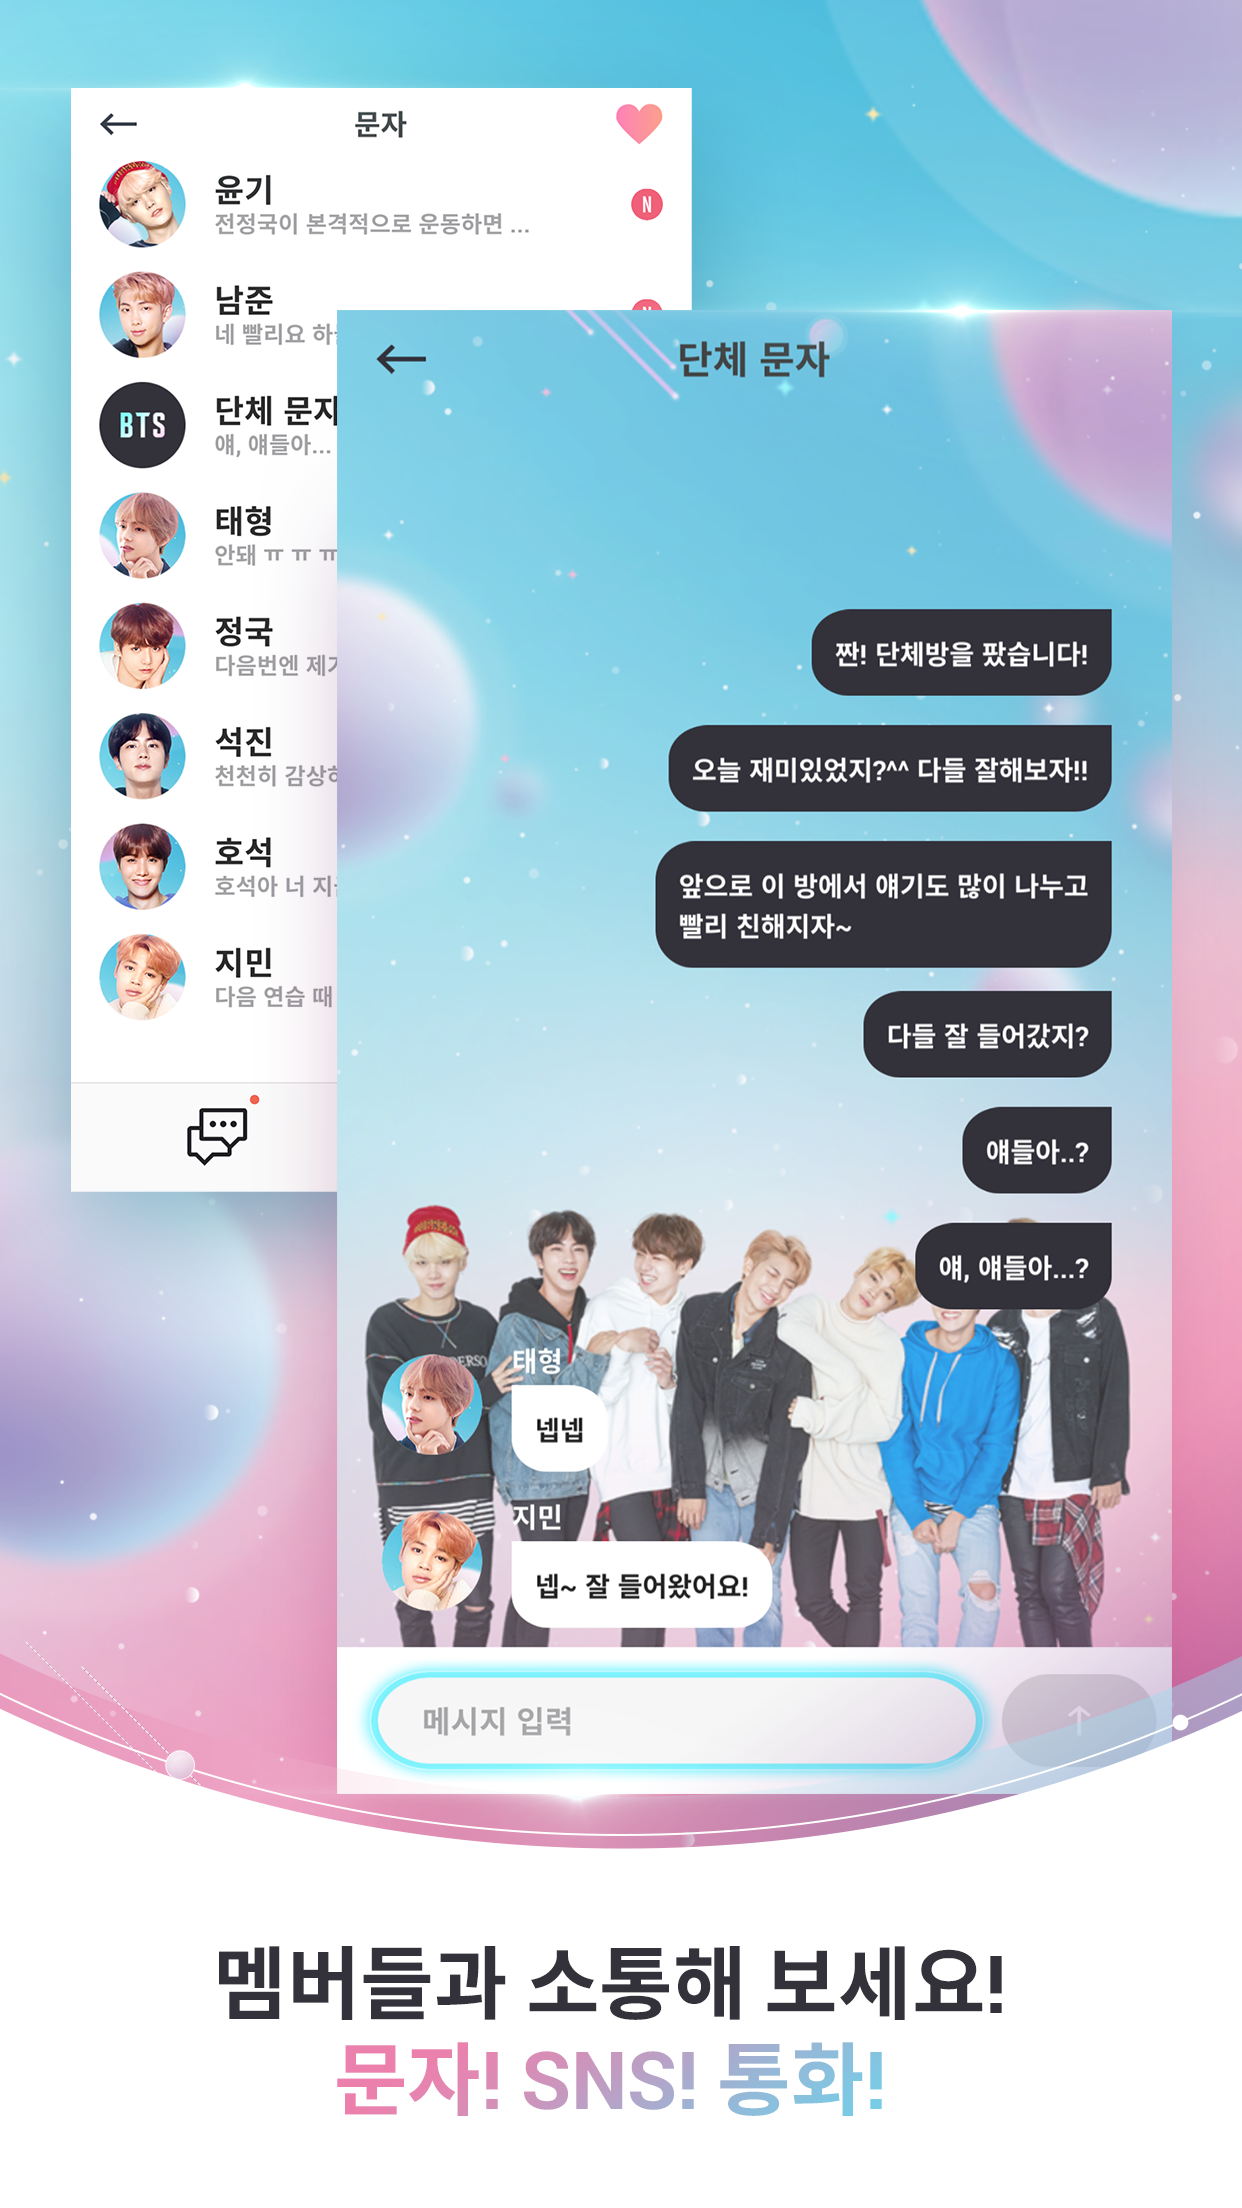 문자
윤기
전정국이 본격적으로 운동하면 ...
N
남준
네 빨리요
BTS
단체 문자
얘, 얘들아...
태형
안돼 ㅠㅠㅠ
정국
다음번엔
석진
천천히
호석
호석아 너
지민
다음 연습 때
단체 문자
짠! 단체방을 팠습니다!
오늘 재미있었지?^^ 다들 잘해보자!!
앞으로 이 방에서 얘기도 많이 나누고
빨리 친해지자~
다들 잘 들어갔지?
얘들아..?
얘, 얘들아...?
태형
넵넵
지민
넵~ 잘 들어왔어요!
메시지 입력
멤버들과 소통해 보세요!
문자! SNS! 통화!